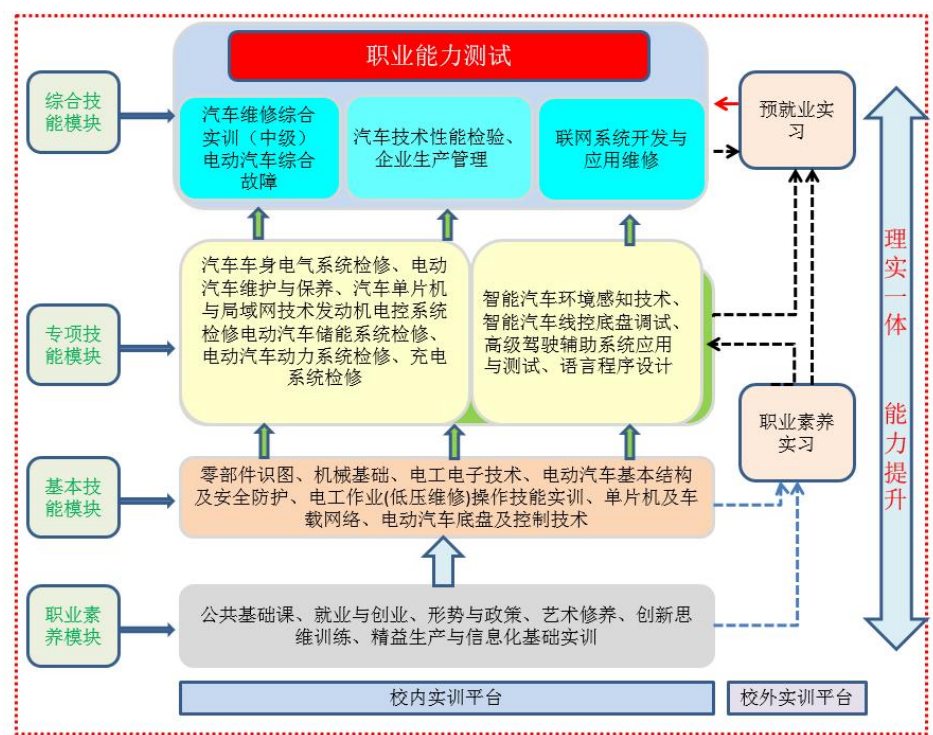 职业能力测试
综合技
能模块
汽车维修综合
实训（中级）
电动汽车综合
故障
汽车技术性能检验、
企业生产管理
联网系统开发与
应用维修
预就业实
习
专项技
能模块
汽车车身电气系统检修、电动
汽车维护与保养、汽车单片机
与局域网技术发动机电控系统
检修电动汽车储能系统检修、
电动汽车动力系统检修、充电
系统检修
智能汽车环境感知技术、
智能汽车线控底盘调试、
高级驾驶辅助系统应用
与测试、语言程序设计
职业素养
实习
基本技
能模块
零部件识图、机械基础、电工电子技术、电动汽车基本结构
及安全防护、电工作业(低压维修)操作技能实训、单片机及车
载网络、电动汽车底盘及控制技术
职业素
养模块
公共基础课、就业与创业、形势与政策、艺术修养、创新思
维训练、精益生产与信息化基础实训
校内实训平台
校外实训平台
理实一体 能力提升